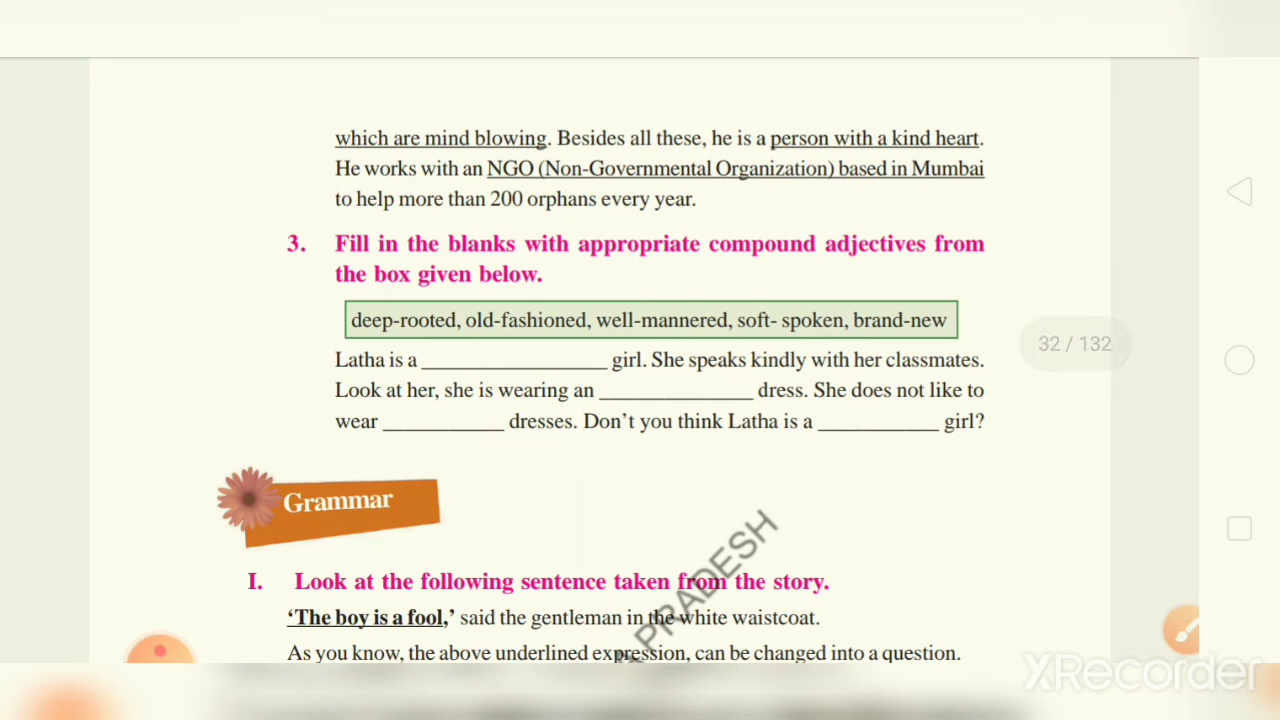 which are mind blowing. Besides all these, he is a person with a kind heart.
He works with an NGO (Non-Governmental Organization) based in Mumbai
to help more than 200 orphans every year.
3. Fill in the blanks with appropriate compound adjectives from
the box given below.
deep-rooted, old-fashioned, well-mannered, soft- spoken, brand-new
32 / 132
Latha is a _________________ girl. She speaks kindly with her classmates.
Look at her, she is wearing an ______________ dress. She does not like to
wear ___________ dresses. Don’t you think Latha is a ___________ girl?
Grammar
I. Look at the following sentence taken from the story.
‘The boy is a fool,’ said the gentleman in the white waistcoat.
As you know, the above underlined expression, can be changed into a question.
PRADESH
XRecorder